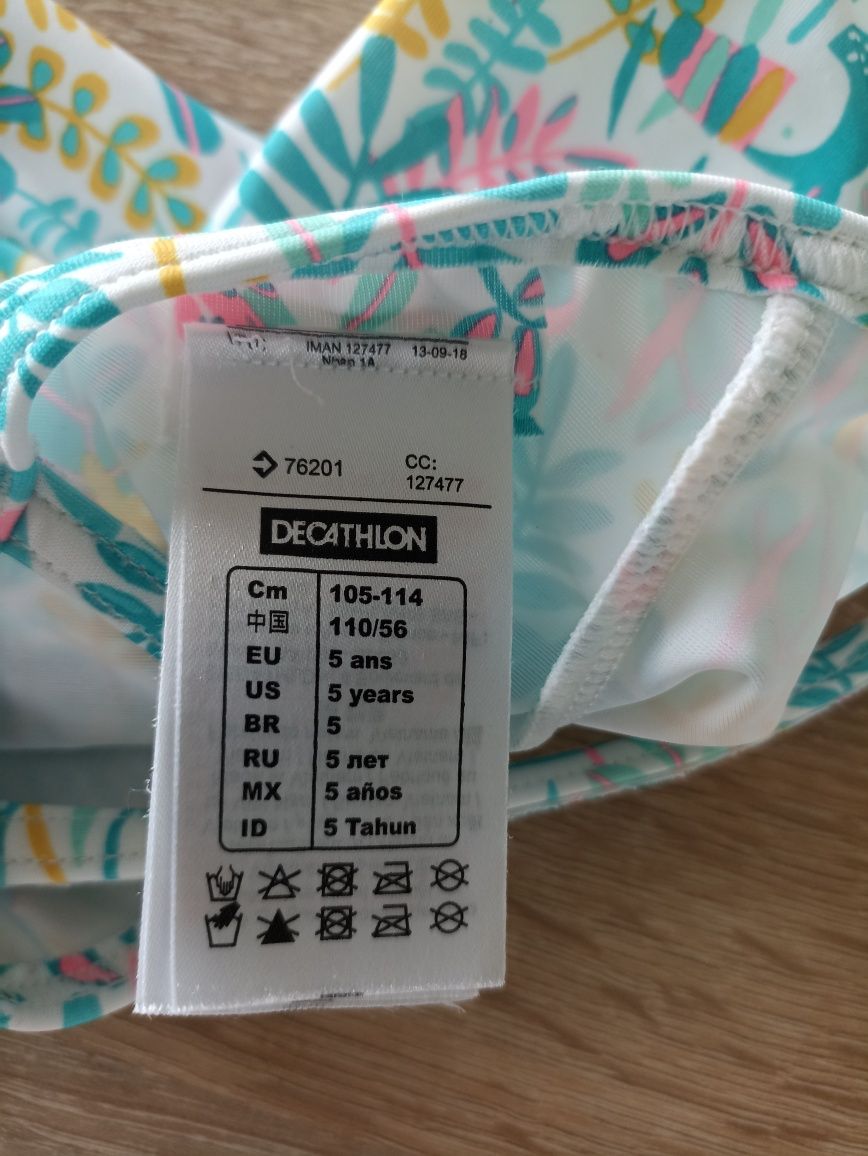 IMAN 127477 13-09-18
76201 CC:
127477
DECATHLON
Cm 105-114
中国 110/56
EU 5 ans
US 5 years
BR 5
RU 5 лет
MX 5 años
ID 5 Tahun